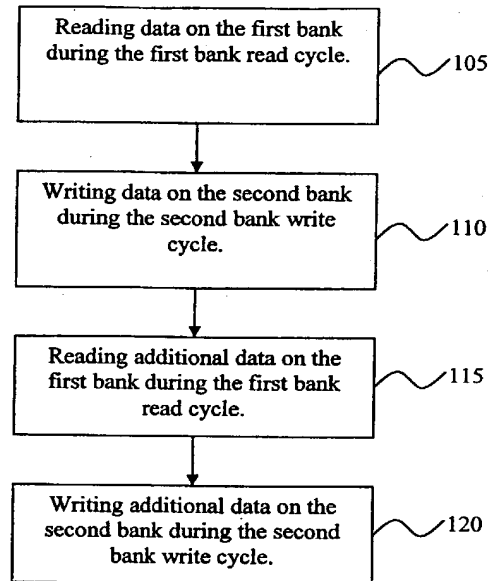 Reading data on the first bank
during the first bank read cycle.
105
Writing data on the second bank
during the second bank write
cycle.
110
Reading additional data on the
first bank during the first bank
read cycle.
115
Writing additional data on the
second bank during the second
bank write cycle.
120